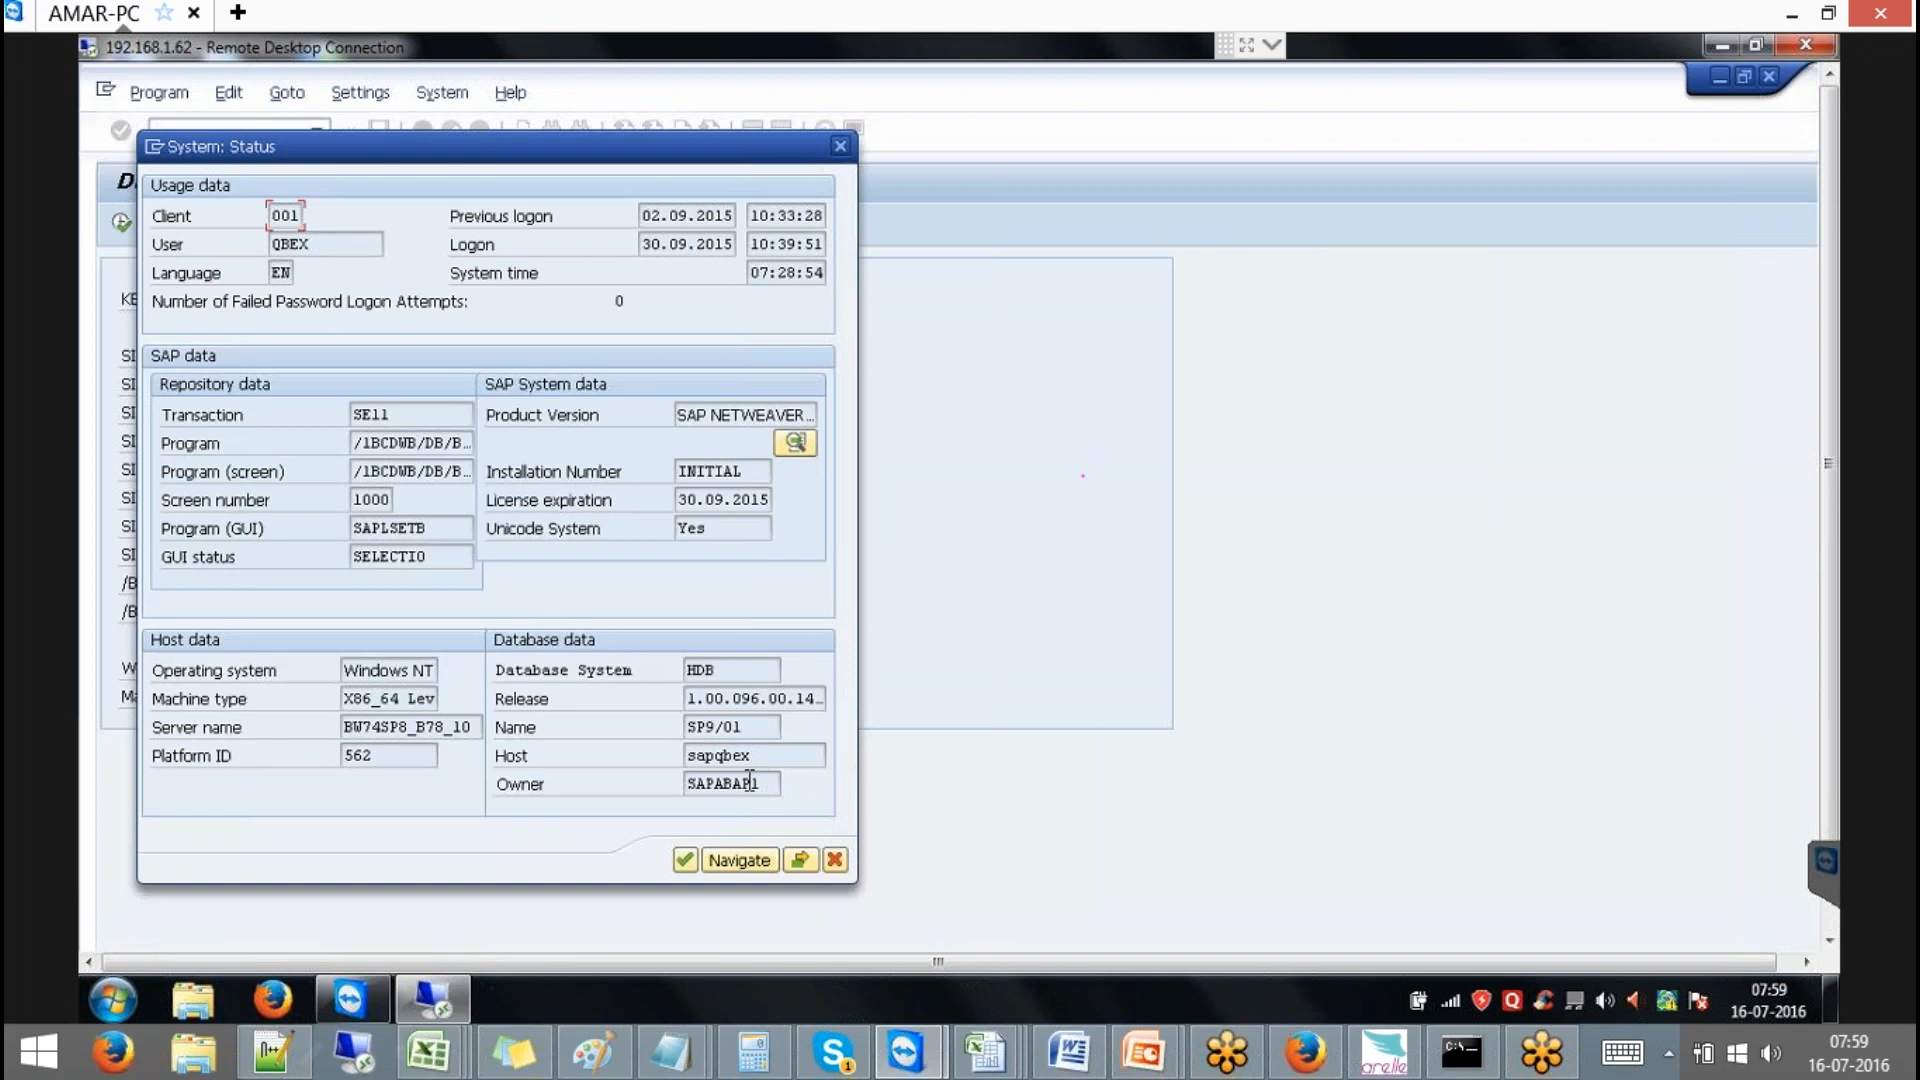 AMAR-PC
192.168.1.62 - Remote Desktop Connection
Program Edit Goto Settings System Help
System: Status
Usage data
Client 001 Previous logon 02.09.2015 10:33:28
User QBEX Logon 30.09.2015 10:39:51
Language EN System time 07:28:54
Number of Failed Password Logon Attempts: 0
SAP data
Repository data SAP System data
Transaction SE11 Product Version SAP NETWEAVER...
Program /1BCDWB/DB/B...
Program (screen) /1BCDWB/DB/B... Installation Number INITIAL
Screen number 1000 License expiration 30.09.2015
Program (GUI) SAPLSETB Unicode System Yes
GUI status SELECTIO
Host data Database data
Operating system Windows NT Database System HDB
Machine type X86_64 Lev Release 1.00.096.00.14...
Server name BW74SP8_B78_10 Name SP9/01
Platform ID 562 Host sapqbex
Owner SAPABAP1
Navigate
07:59
16-07-2016
07:59
16-07-2016
arelle